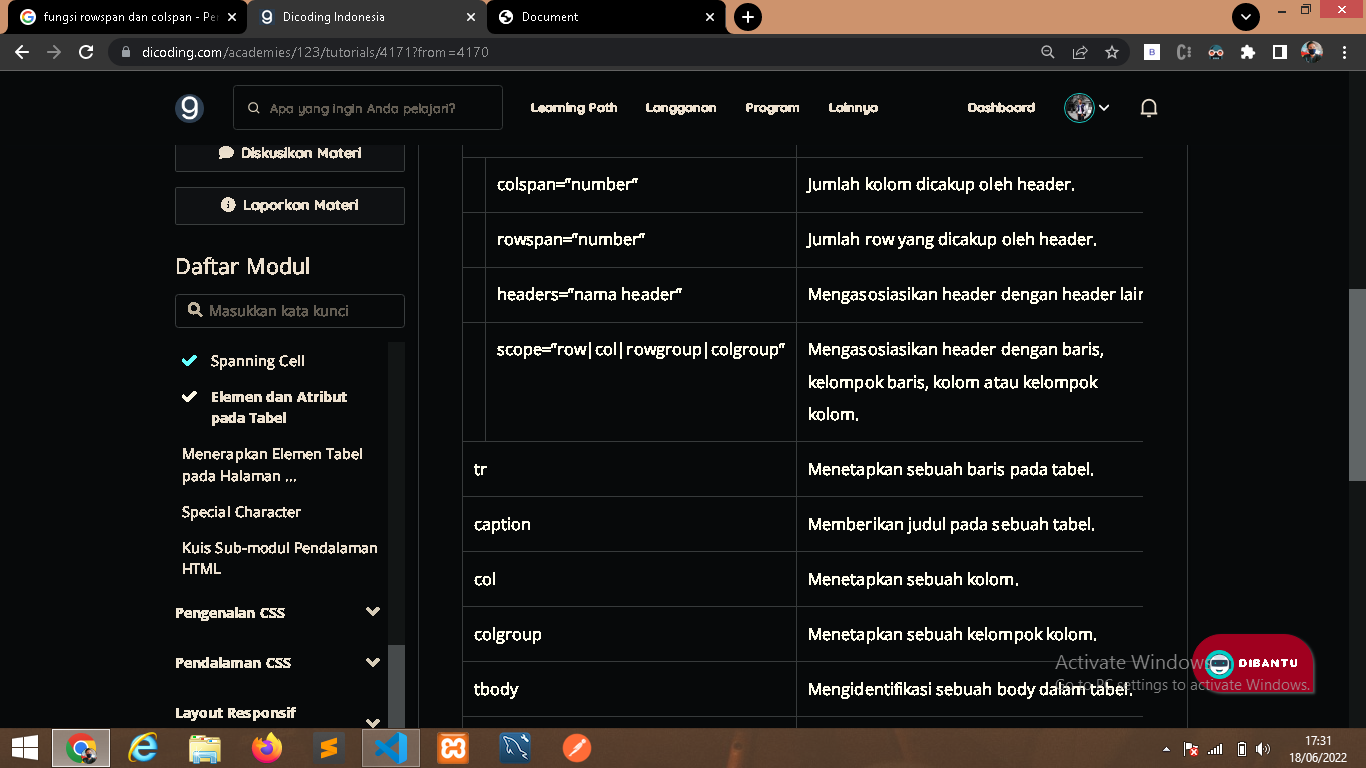 fungsi rowspan dan colspan - Per
Dicoding Indonesia
Document
dicoding.com/academies/123/tutorials/4171?from=4170
Apa yang ingin Anda pelajari?
Learning Path
Langganan
Program
Lainnya
Dashboard
Diskusikan Materi
Laporkan Materi
Daftar Modul
Masukkan kata kunci
Spanning Cell
Elemen dan Atribut
pada Tabel
Menerapkan Elemen Tabel
pada Halaman ...
Special Character
Kuis Sub-modul Pendalaman
HTML
Pengenalan CSS
Pendalaman CSS
Layout Responsif
colspan="number" Jumlah kolom dicakup oleh header.
rowspan="number" Jumlah row yang dicakup oleh header.
headers="nama header" Mengasosiasikan header dengan header lain
scope="row|col|rowgroup|colgroup" Mengasosiasikan header dengan baris,
kelompok baris, kolom atau kelompok
kolom.
tr Menetapkan sebuah baris pada tabel.
caption Memberikan judul pada sebuah tabel.
col Menetapkan sebuah kolom.
colgroup Menetapkan sebuah kelompok kolom.
tbody Mengidentifikasi sebuah body dalam tabel.
Activate Windows
Go to PC settings to activate Windows.
DIBANTU
17:31
18/06/2022